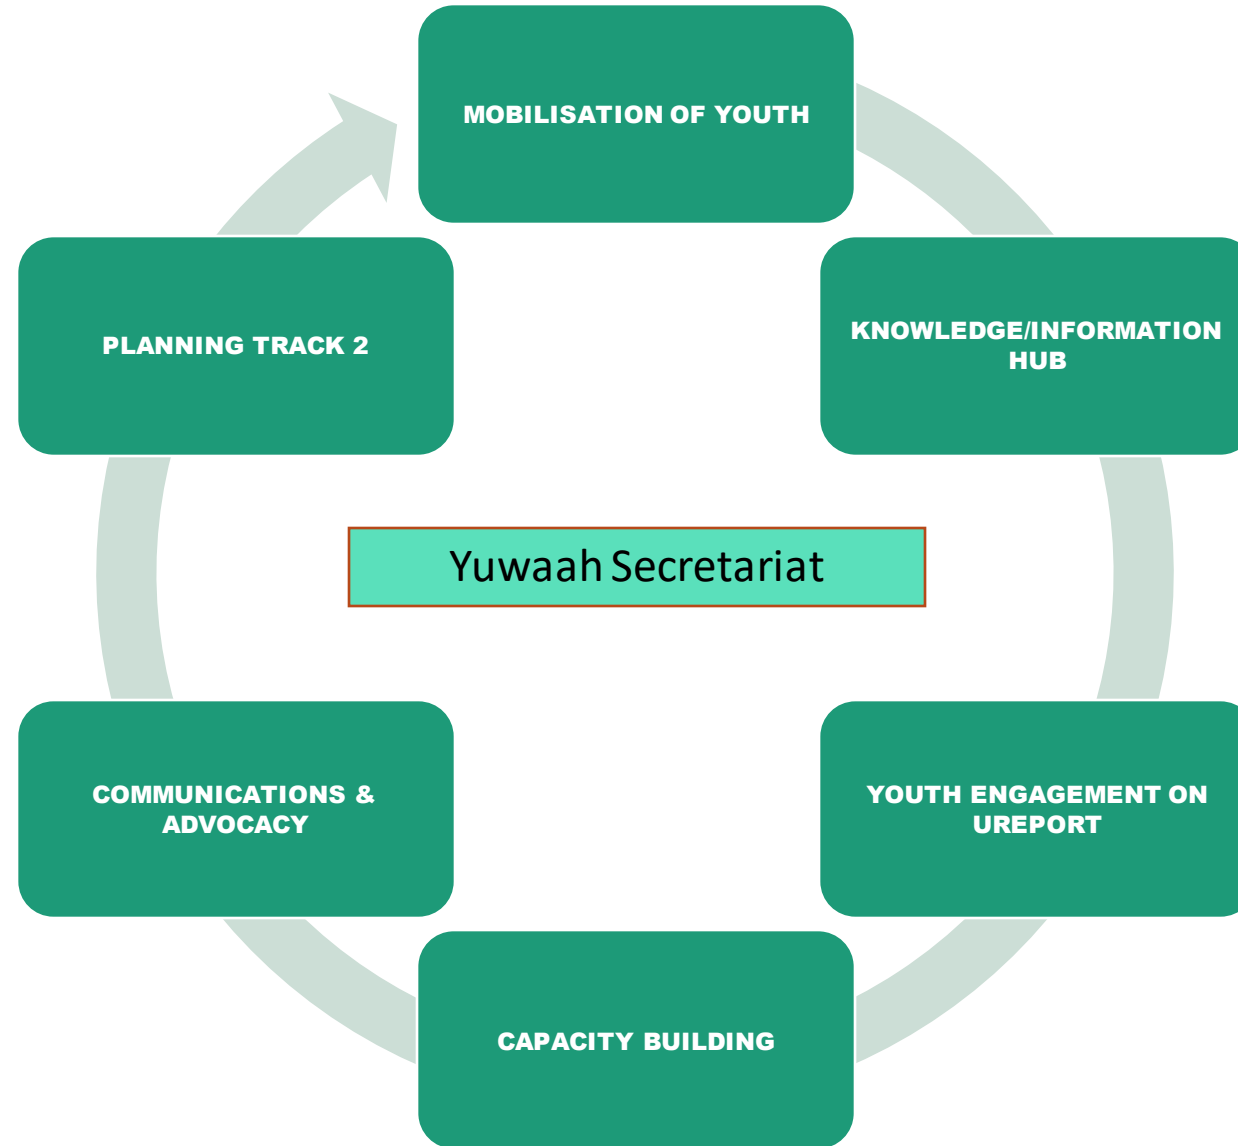 MOBILISATION OF YOUTH
KNOWLEDGE/INFORMATION
HUB
PLANNING TRACK 2
Yuwaah Secretariat
COMMUNICATIONS &
ADVOCACY
YOUTH ENGAGEMENT ON
UREPORT
CAPACITY BUILDING